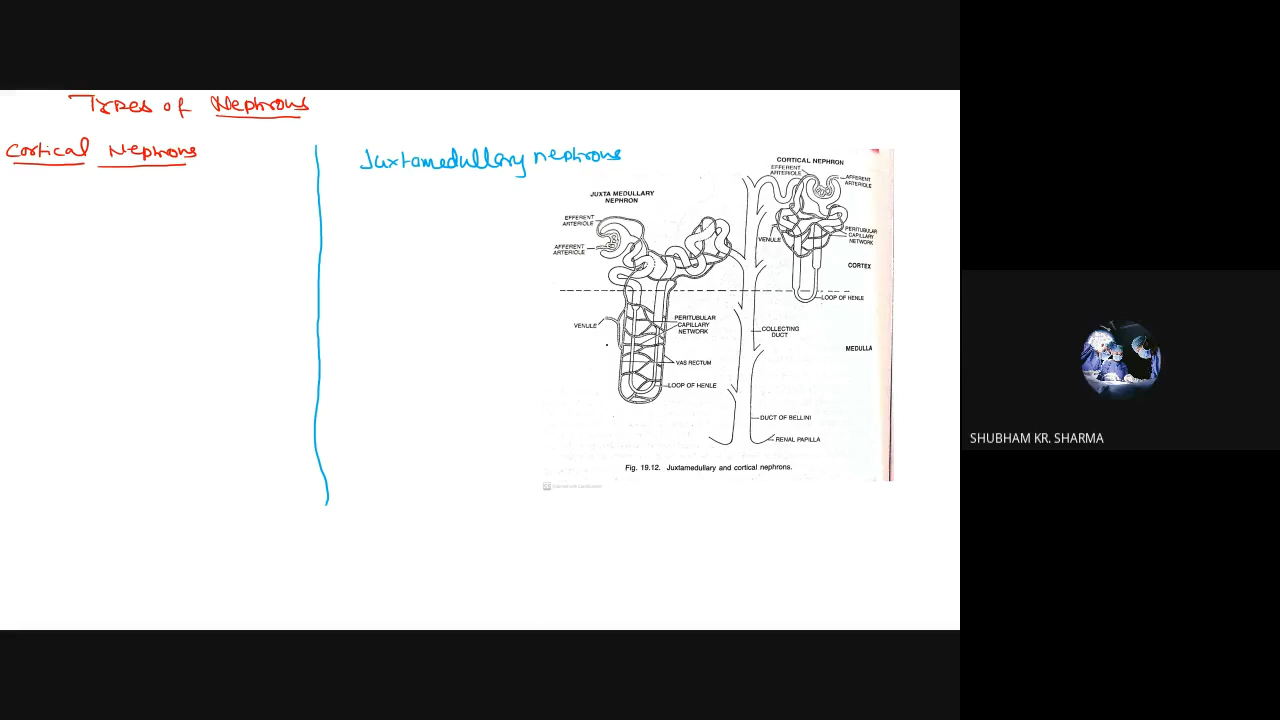 Types of Nephrons
Cortical Nephrons
Juxtamedullary nephrons
CORTICAL NEPHRON
EFFERENT
ARTERIOLE
AFFERENT
ARTERIOLE
JUXTA MEDULLARY
NEPHRON
EFFERENT
ARTERIOLE
AFFERENT
ARTERIOLE
VENULE
PERITUBULAR
CAPILLARY
NETWORK
CORTEX
LOOP OF HENLE
VENULE
PERITUBULAR
CAPILLARY
NETWORK
COLLECTING
DUCT
MEDULLA
VAS RECTUM
LOOP OF HENLE
DUCT OF BELLINI
RENAL PAPILLA
Fig. 19.12. Juxtamedullary and cortical nephrons.
SHUBHAM KR. SHARMA